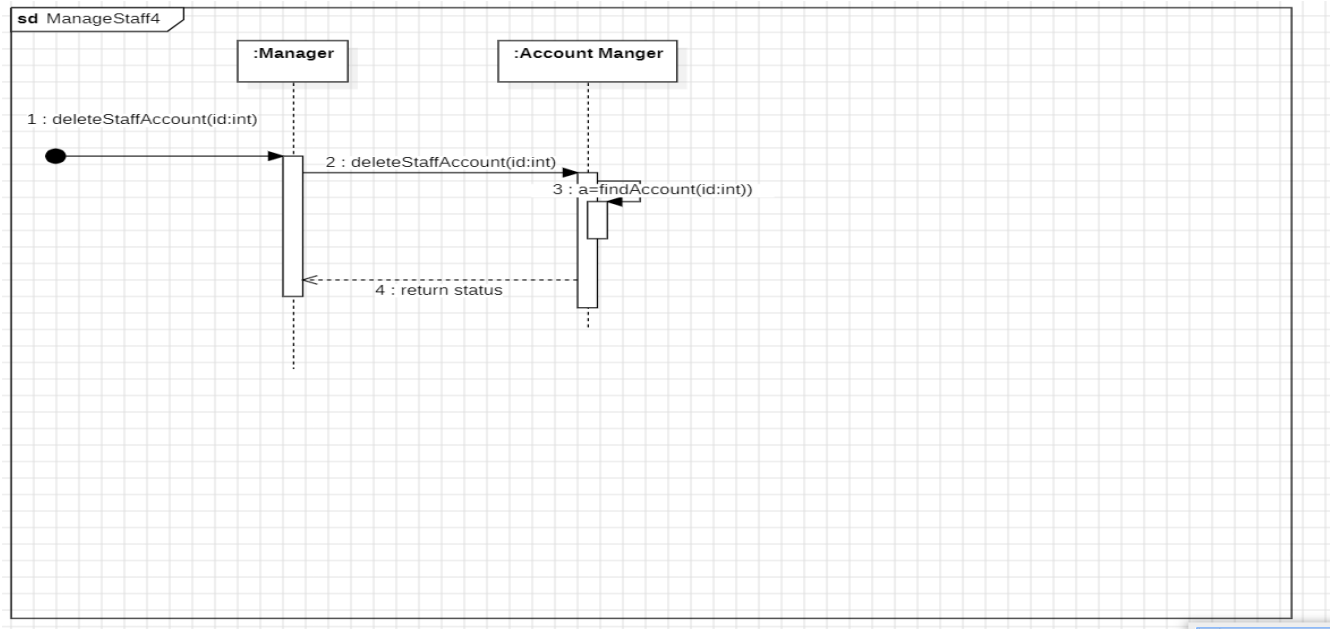 sd ManageStaff4
:Manager
:Account Manger
1 : deleteStaffAccount(id:int)
2 : deleteStaffAccount(id:int)
3 : a=findAccount(id:int))
4 : return status